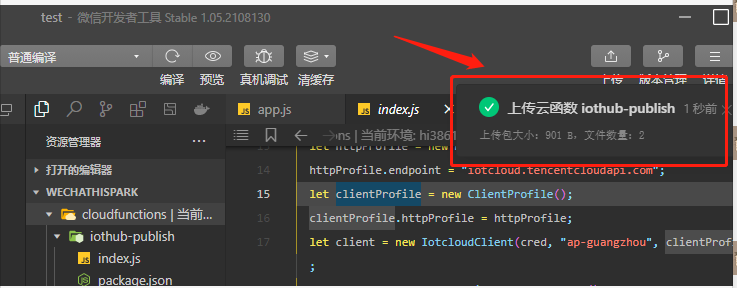 test - 微信开发者工具 Stable 1.05.2108130
普通编译
编译 预览 真机调试 清缓存
上传 版本管理 详情
app.js
index.js
上传云函数 iothub-publish 1 秒前
上传包大小：901 B，文件数量：2
资源管理器
ns | 当前环境: hi3861
打开的编辑器
WECHATHISPARK
cloudfunctions | 当前...
iothub-publish
index.js
package.json
let httpProfile = new
14 httpProfile.endpoint = "iotcloud.tencentcloudapi.com";
15 let clientProfile = new ClientProfile();
16 clientProfile.httpProfile = httpProfile;
17 let client = new IotcloudClient(cred, "ap-guangzhou", clientProf
;